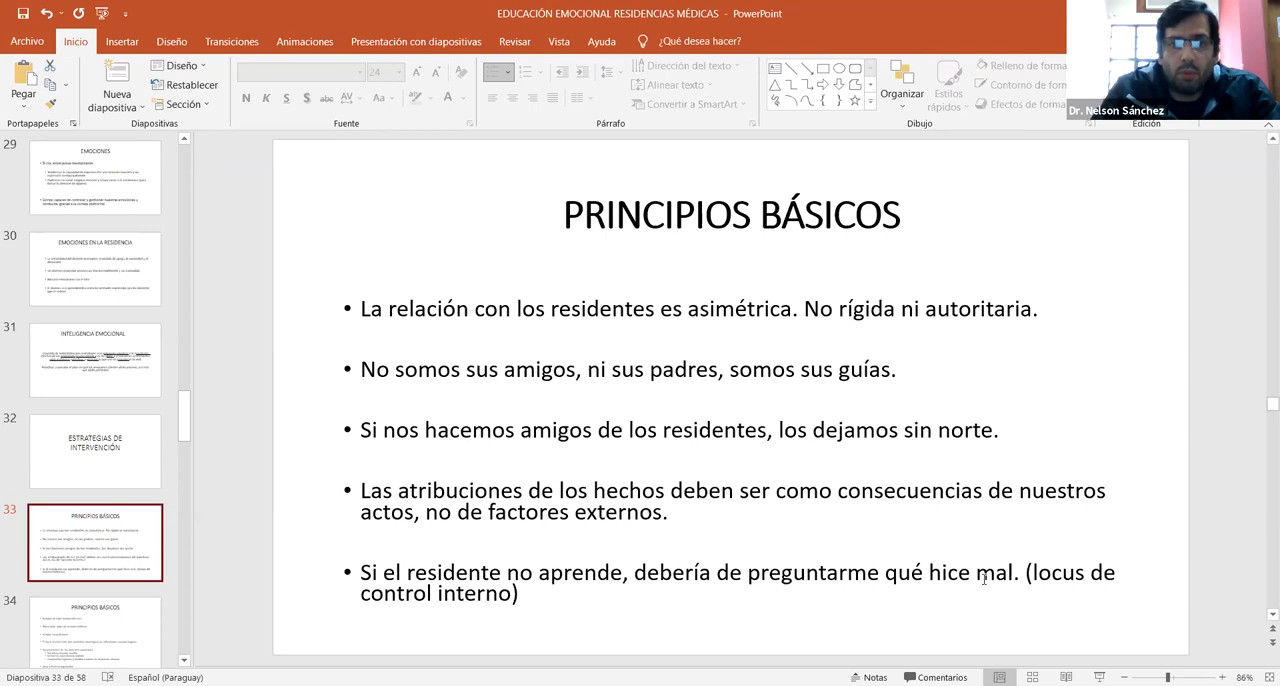 EDUCACIÓN EMOCIONAL RESIDENCIAS MÉDICAS - PowerPoint
Archivo
Inicio
Insertar
Diseño
Transiciones
Animaciones
Presentación con diapositivas
Revisar
Vista
Ayuda
¿Qué desea hacer?
Pegar
Portapapeles
Nueva
diapositiva
Diseño
Restablecer
Sección
Diapositivas
24
N K S S abc AV
Aa A
Fuente
Dirección del texto
Alinear texto
Convertir a SmartArt
Párrafo
Organizar
Estilos
rápidos
Relleno de forma
Contorno de forma
Efectos de forma
Dibujo
Edición
Dr. Nelson Sánchez
29
EMOCIONES
30
EMOCIONES EN LA RESIDENCIA
31
INTELIGENCIA EMOCIONAL
32
ESTRATEGIAS DE
INTERVENCIÓN
33
PRINCIPIOS BÁSICOS
34
PRINCIPIOS BÁSICOS
PRINCIPIOS BÁSICOS
• La relación con los residentes es asimétrica. No rígida ni autoritaria.
• No somos sus amigos, ni sus padres, somos sus guías.
• Si nos hacemos amigos de los residentes, los dejamos sin norte.
• Las atribuciones de los hechos deben ser como consecuencias de nuestros
actos, no de factores externos.
• Si el residente no aprende, debería de preguntarme qué hice mal. (locus de
control interno)
Diapositiva 33 de 58
Español (Paraguay)
Notas
Comentarios
86%